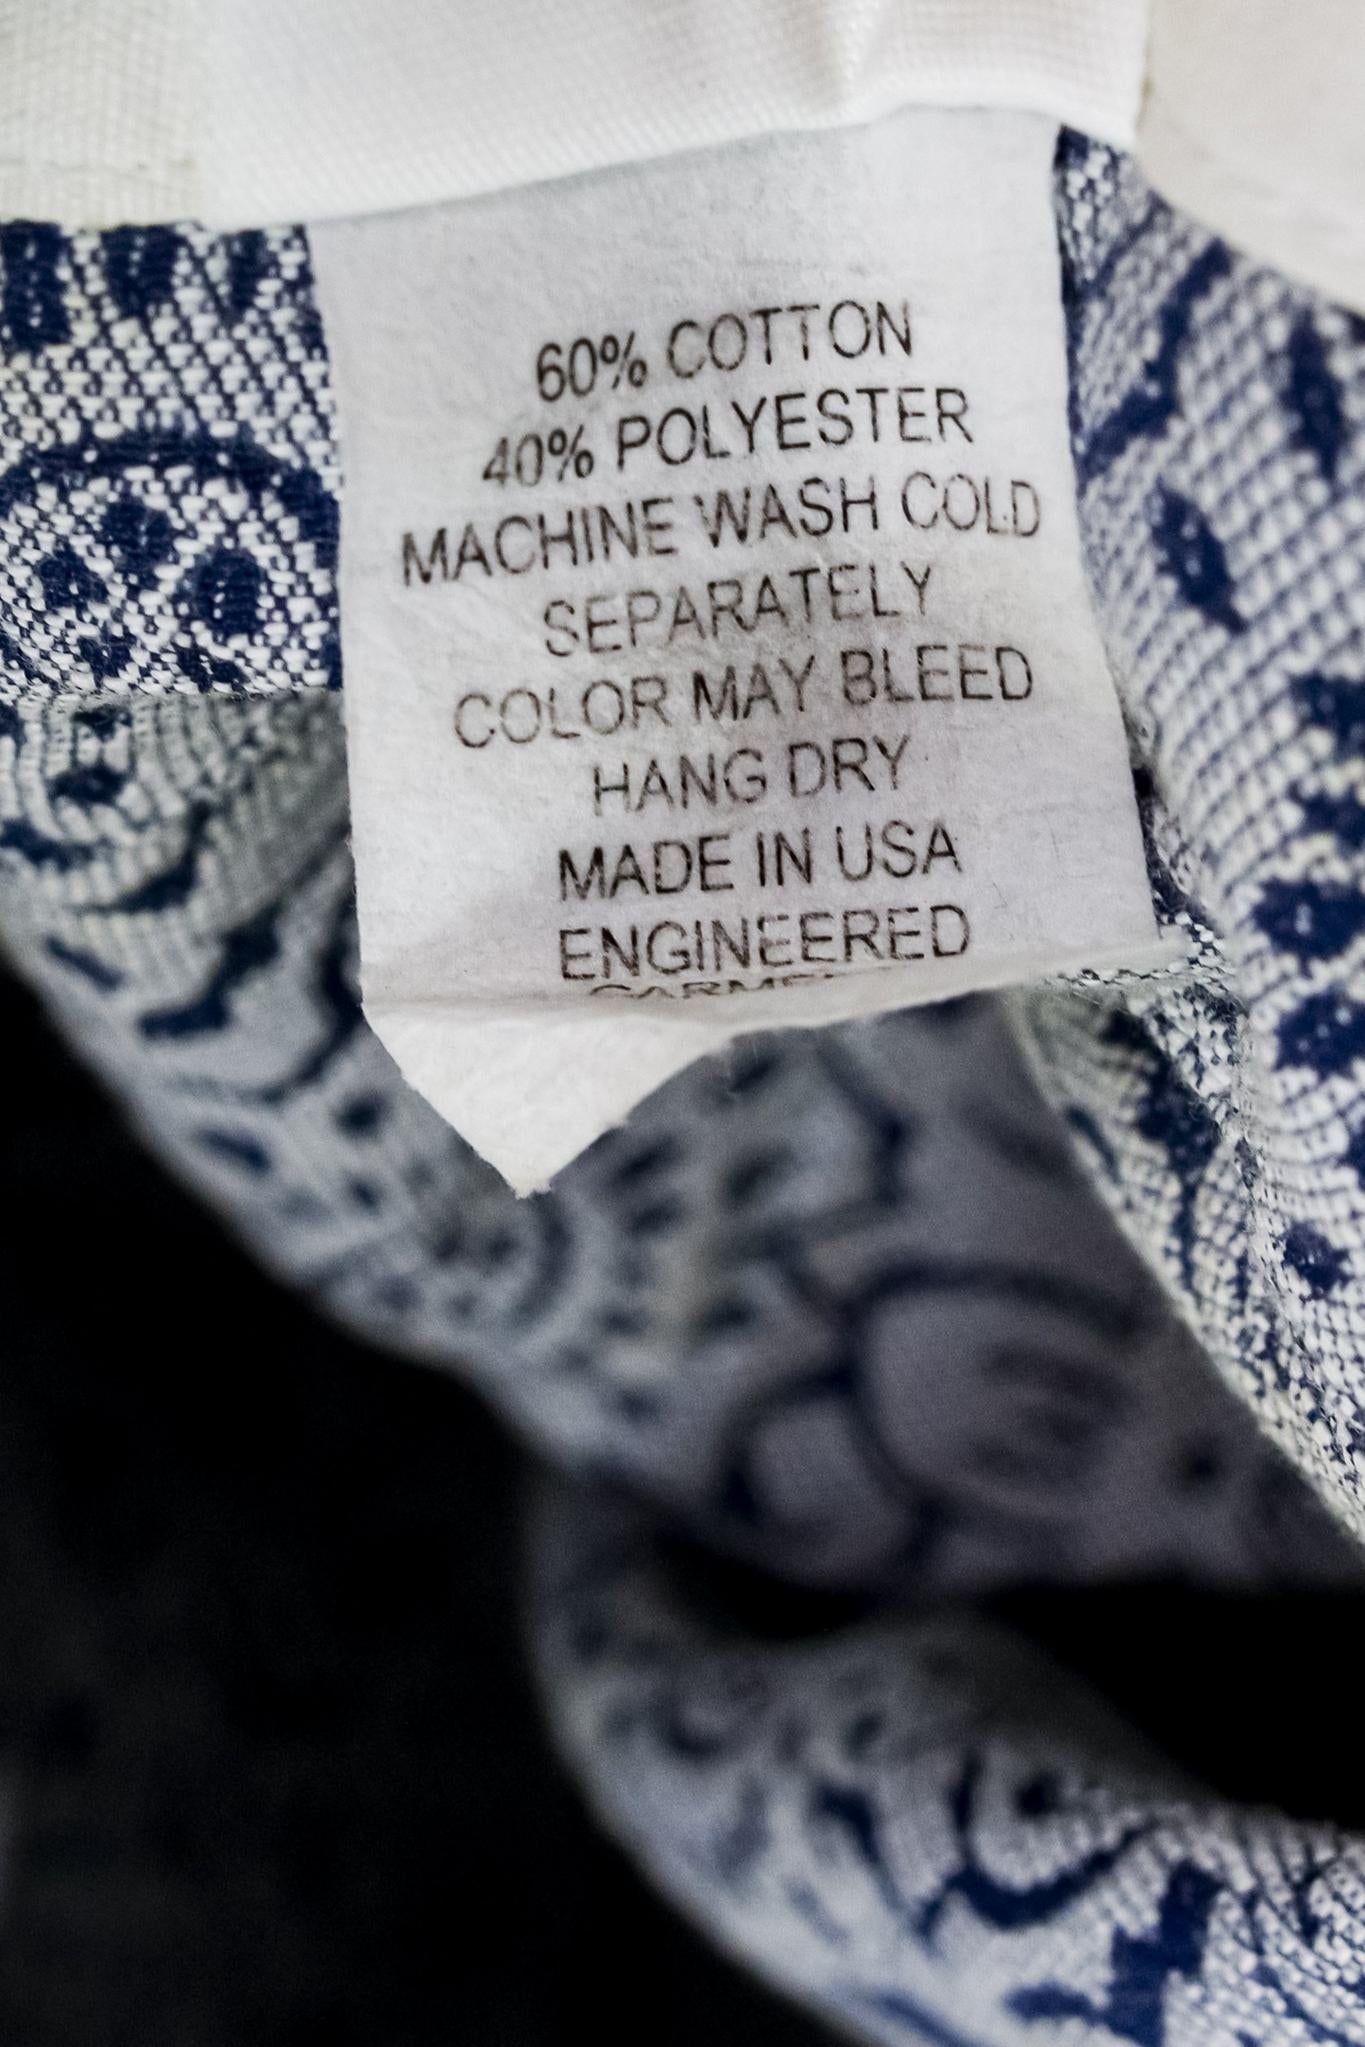 60% COTTON
40% POLYESTER
MACHINE WASH COLD
SEPARATELY
COLOR MAY BLEED
HANG DRY
MADE IN USA
ENGINEERED